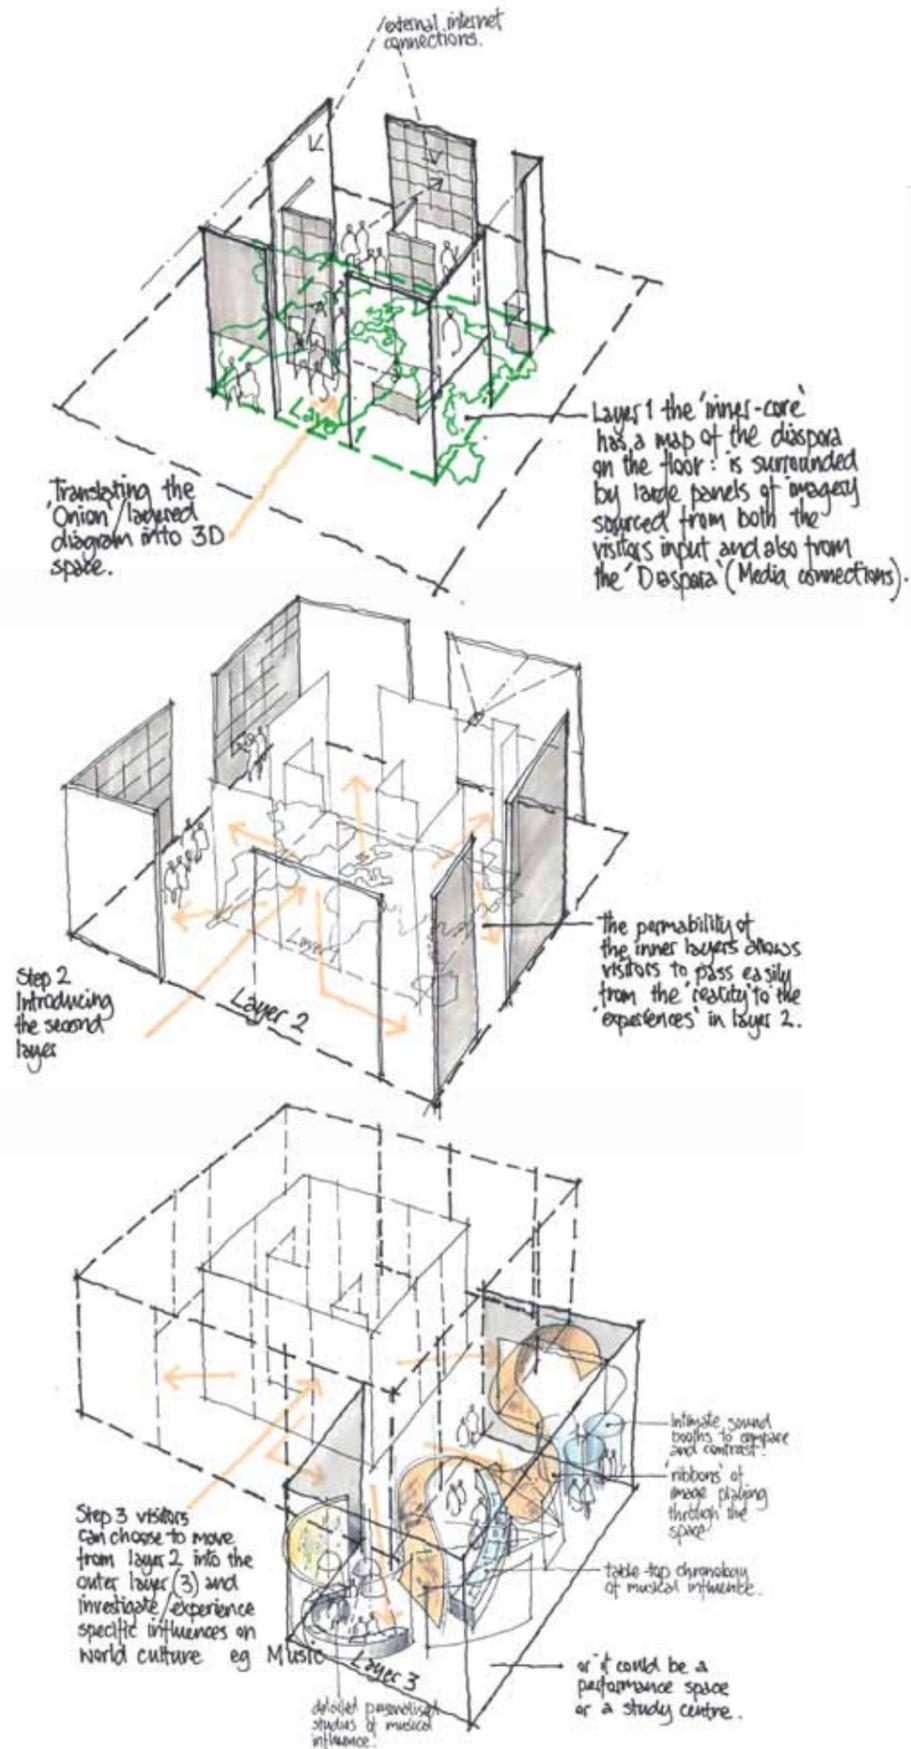 /external internet
connections.
Layer 1
Translating the
'Onion'/layered
diagram into 3D
space.
Layer 1 the 'inner-core'
has a map of the diaspora
on the floor: is surrounded
by large panels of imagery
sourced from both the
visitors input and also from
the 'Diaspora' (Media connections).
Layer 1
Layer 2
Step 2
Introducing
the second
layer
The permability of
the inner layers allows
visitors to pass easily
from the 'reality' to the
'experiences' in layer 2.
Step 3 visitors
can choose to move
from layer 2 into the
outer layer (3) and
investigate/experience
specific influences on
world culture eg Music
Layer 3
Intimate, sound
booths to compare
and contrast.
'ribbons' of
image playing
through the
space
table-top chronology
of musical influence.
or it could be a
performance space
or a study centre.
detailed personalised
studies of musical
influence.